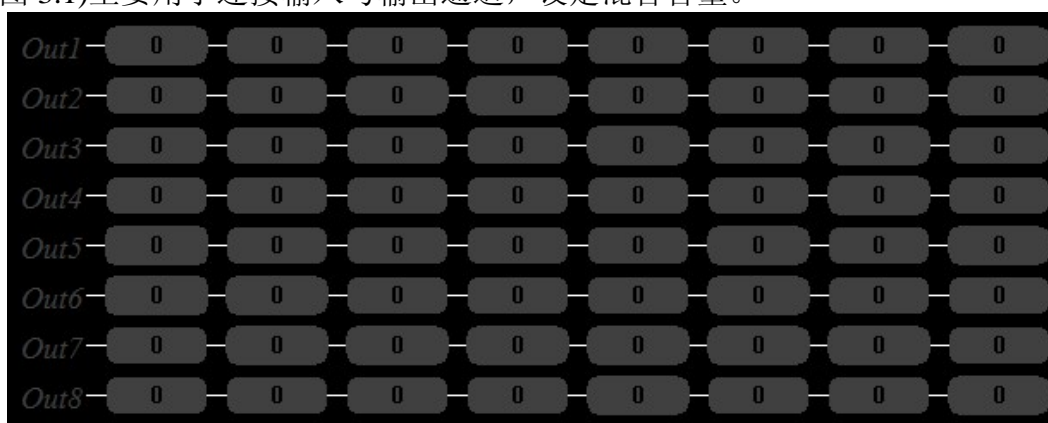 图 3.1)主要用于连接输入与输出通道，设定混合音量。
Out1 0 0 0 0 0 0 0 0
Out2 0 0 0 0 0 0 0 0
Out3 0 0 0 0 0 0 0 0
Out4 0 0 0 0 0 0 0 0
Out5 0 0 0 0 0 0 0 0
Out6 0 0 0 0 0 0 0 0
Out7 0 0 0 0 0 0 0 0
Out8 0 0 0 0 0 0 0 0